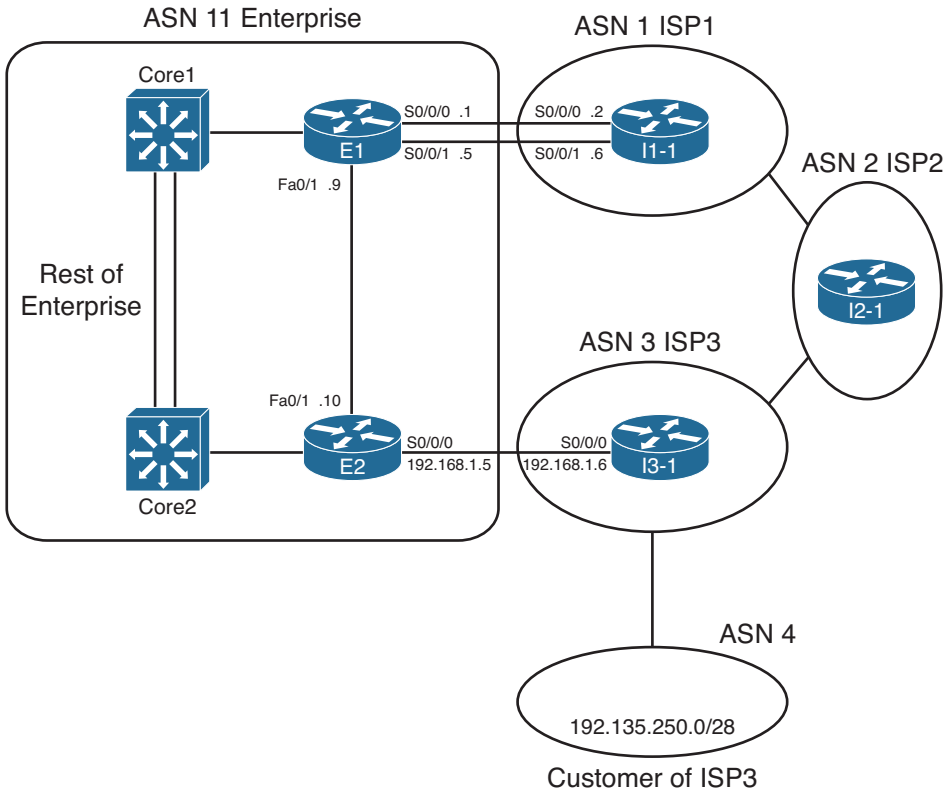 ASN 11 Enterprise
ASN 1 ISP1
Core1
S0/0/0 .1
S0/0/0 .2
E1
I1-1
S0/0/1 .5
S0/0/1 .6
Fa0/1 .9
ASN 2 ISP2
Rest of
Enterprise
I2-1
ASN 3 ISP3
Fa0/1 .10
S0/0/0
S0/0/0
E2
192.168.1.5
192.168.1.6
I3-1
Core2
ASN 4
192.135.250.0/28
Customer of ISP3